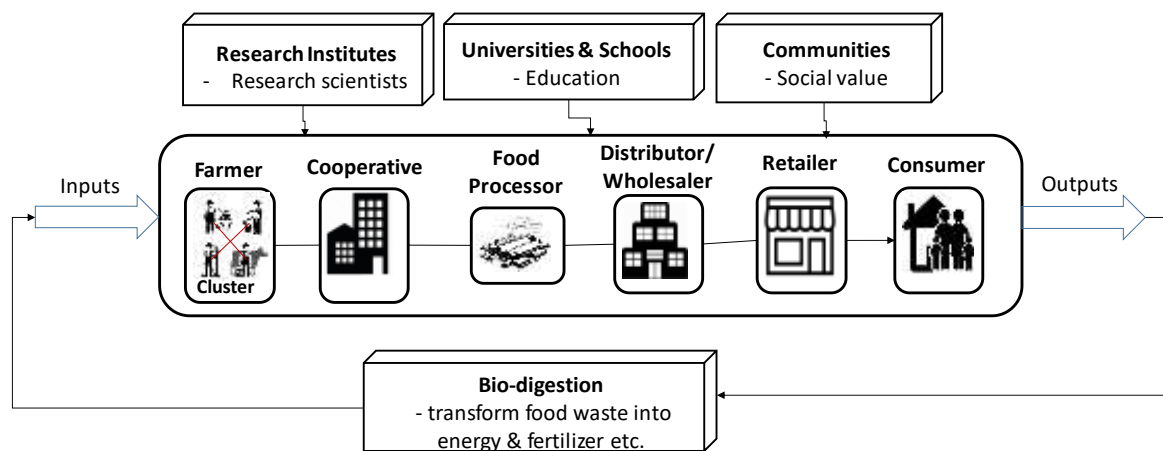 Research Institutes
- Research scientists
Universities & Schools
- Education
Communities
- Social value
Inputs
Farmer
Cluster
Cooperative
Food
Processor
Distributor/
Wholesaler
Retailer
Consumer
Outputs
Bio-digestion
- transform food waste into
energy & fertilizer etc.